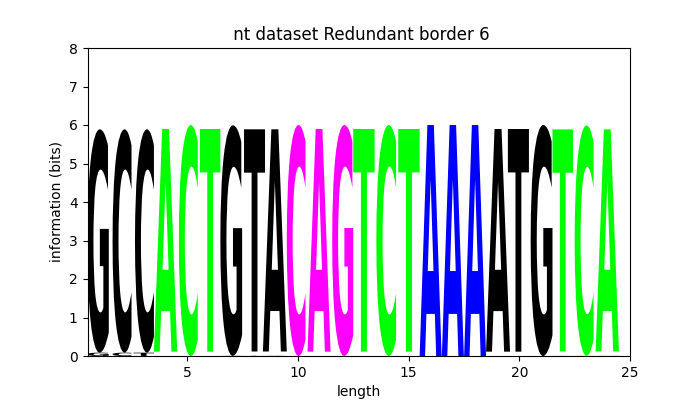 nt dataset Redundant border 6
8
7
6
5
4
3
2
1
0
information (bits)
GCCACTGTACAGTCTAAAATGTCA
5 10 15 20 25
length